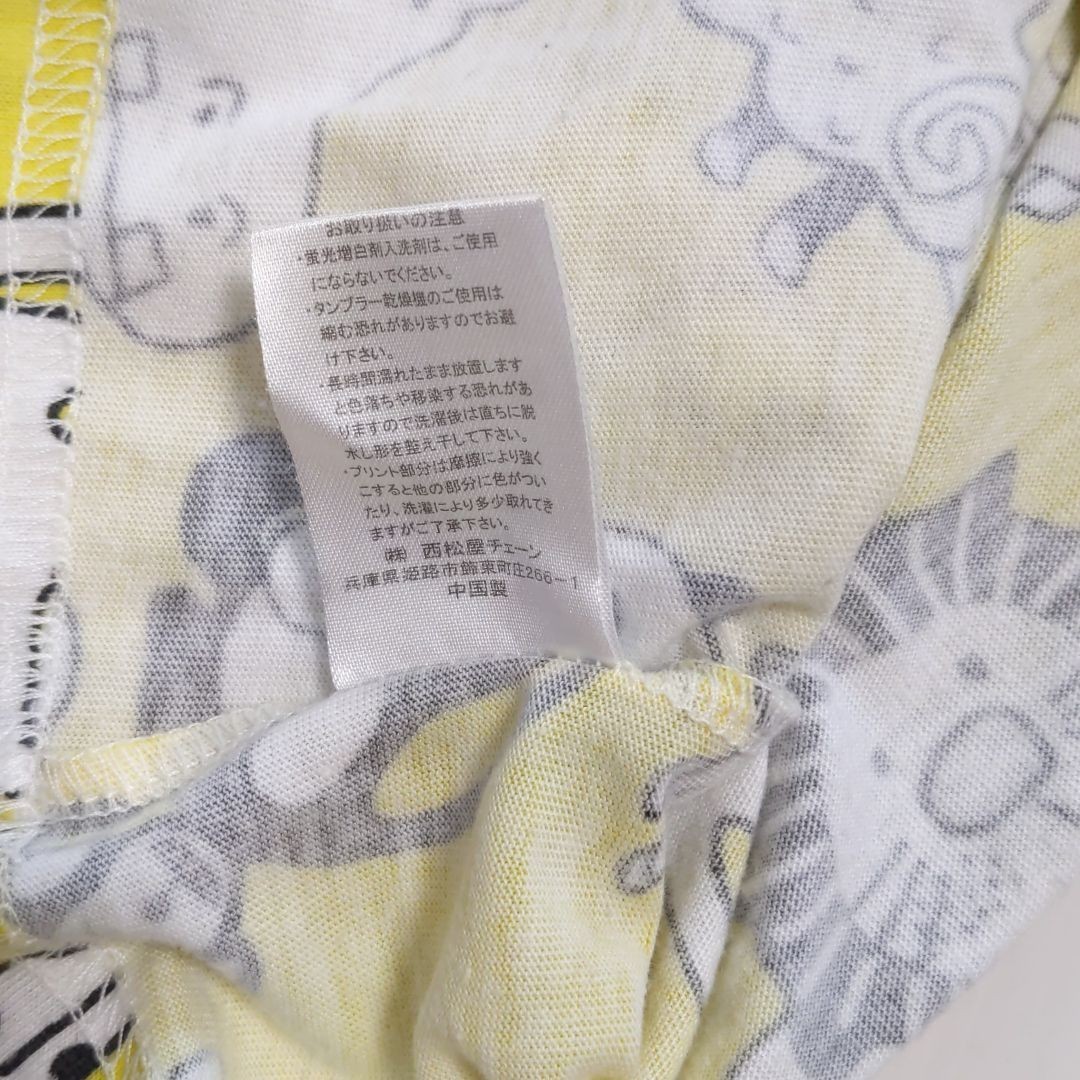 お取り扱いの注意
・蛍光増白剤入洗剤は、ご使用
にならないでください。
・タンブラー乾燥機のご使用は
縮む恐れがありますのでお避
け下さい。
・長時間濡れたまま放置します
と色落ちや移染する恐れがあ
りますので洗濯後は直ちに脱
水し形を整え干して下さい。
・プリント部分は摩擦により強く
こすると他の部分に色がつい
たり、洗濯により多少取れてき
ますがご了承下さい。
㈱ 西松屋チェーン
兵庫県姫路市飾東町庄266-1
中国製